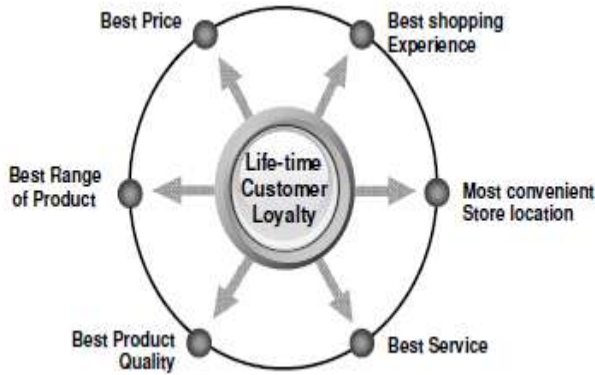 Best Price
Best shopping
Experience
Best Range
of Product
Life-time
Customer
Loyalty
Most convenient
Store location
Best Product
Quality
Best Service